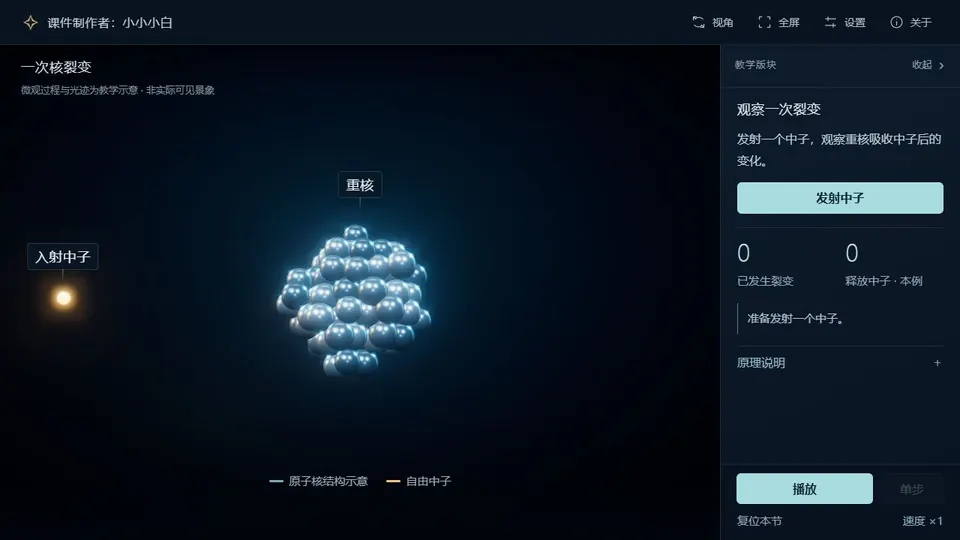 课件制作者：小小小白
视角
全屏
设置
关于
一次核裂变
微观过程与光迹为教学示意·非实际可见景象
重核
入射中子
原子核结构示意
自由中子
教学版块
收起
观察一次裂变
发射一个中子，观察重核吸收中子后的
变化。
发射中子
0
0
已发生裂变
释放中子·本例
准备发射一个中子。
原理说明
+
播放
单步
复位本节
速度 ×1